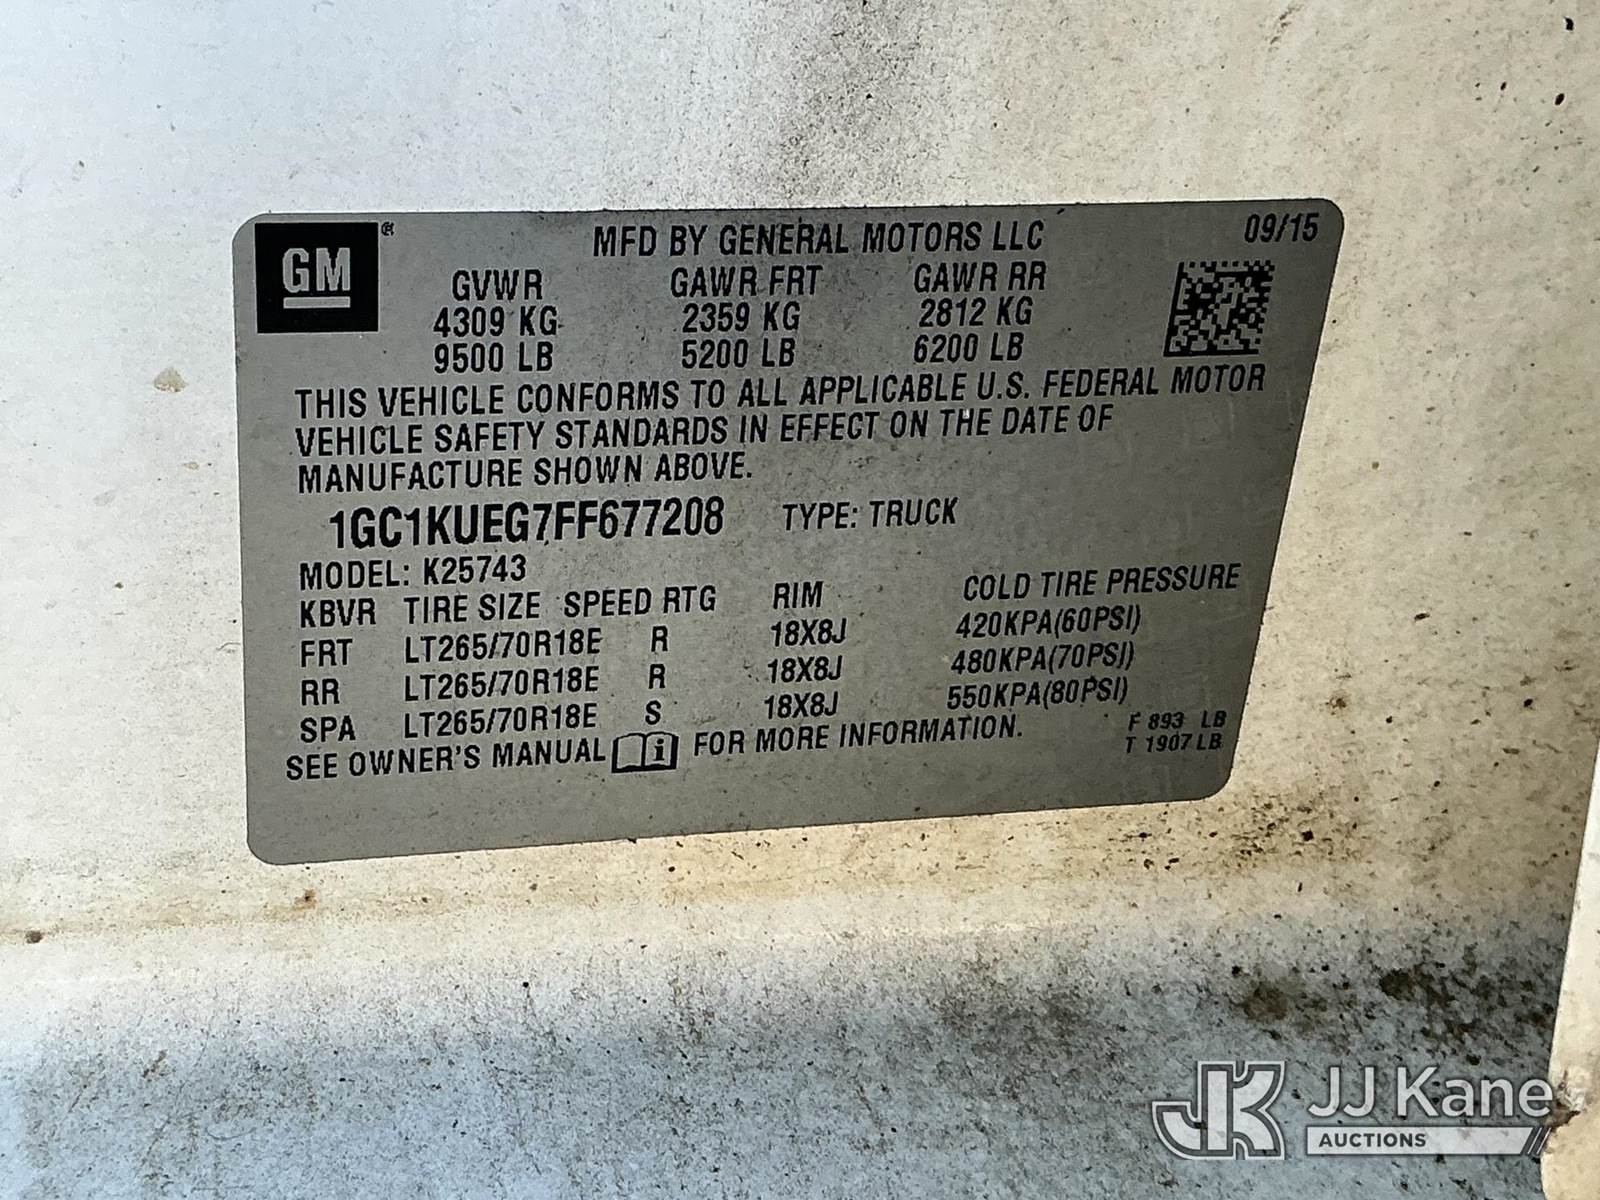 GM
MFD BY GENERAL MOTORS LLC 09/15
GVWR GAWR FRT GAWR RR
4309 KG 2359 KG 2812 KG
9500 LB 5200 LB 6200 LB
THIS VEHICLE CONFORMS TO ALL APPLICABLE U.S. FEDERAL MOTOR
VEHICLE SAFETY STANDARDS IN EFFECT ON THE DATE OF
MANUFACTURE SHOWN ABOVE.
1GC1KUEG7FF677208 TYPE: TRUCK
MODEL: K25743
KBVR TIRE SIZE SPEED RTG RIM COLD TIRE PRESSURE
FRT LT265/70R18E R 18X8J 420KPA(60PSI)
RR LT265/70R18E R 18X8J 480KPA(70PSI)
SPA LT265/70R18E S 18X8J 550KPA(80PSI)
SEE OWNER'S MANUAL FOR MORE INFORMATION.
F 893 LB
T 1907 LB
JK JJ Kane
AUCTIONS